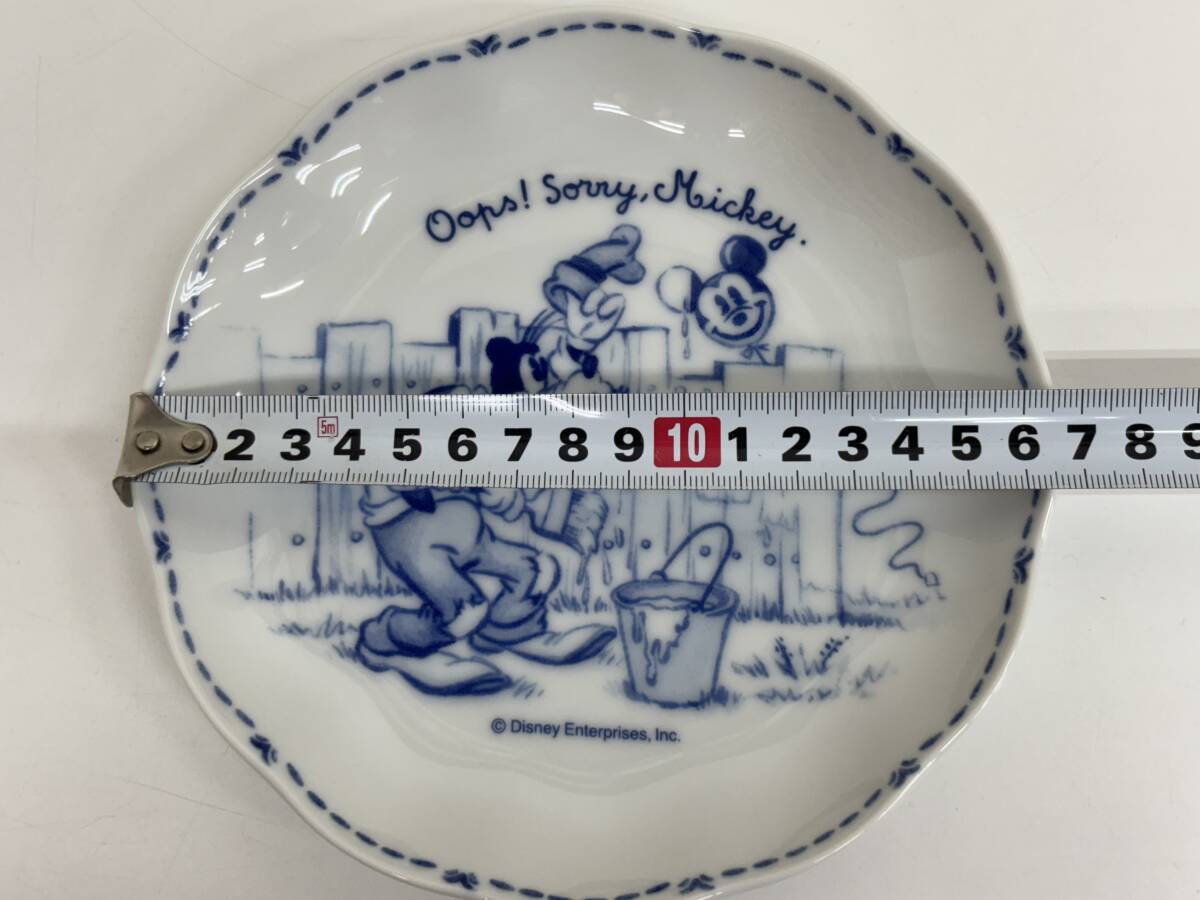 Oops! Sorry, Mickey.
2 3 5m 4 5 6 7 8 9 10 1 2 3 4 5 6 7 8 9
© Disney Enterprises, Inc.